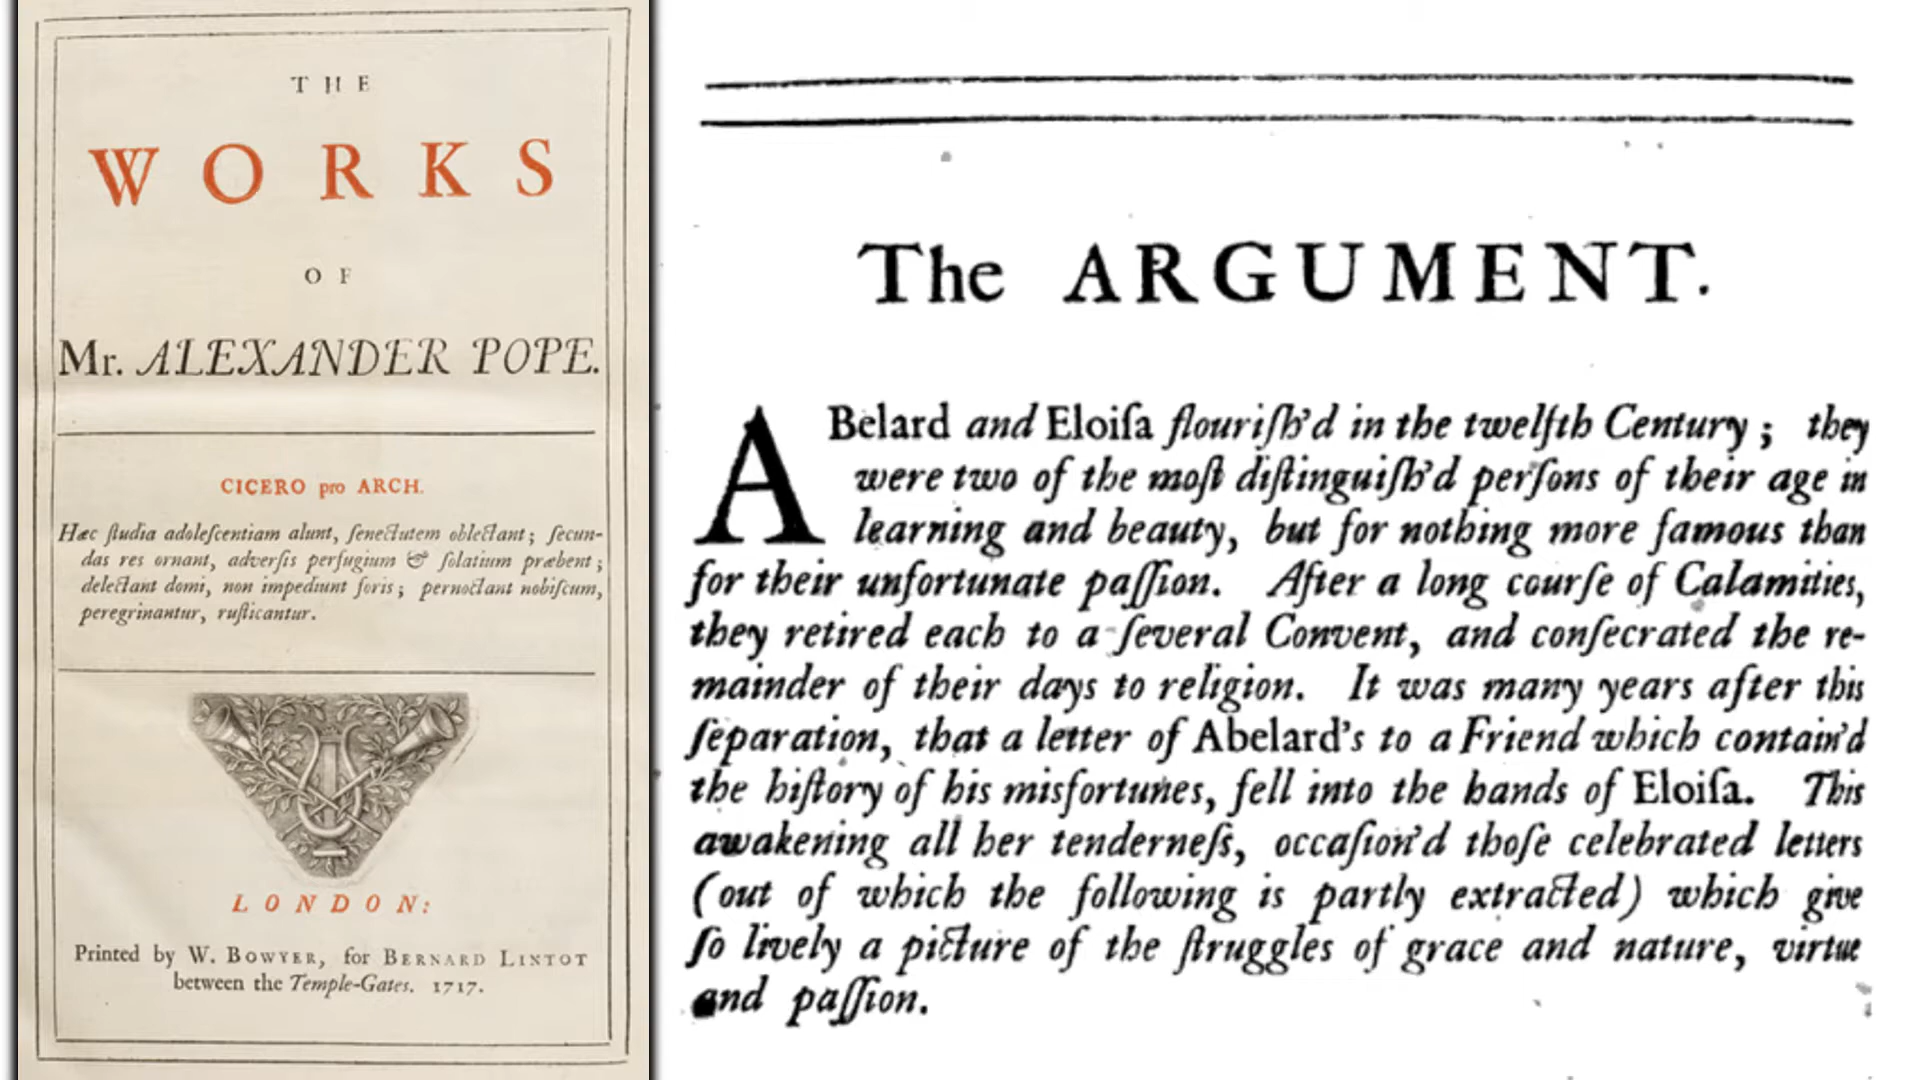 THE
WORKS
OF
Mr. ALEXANDER POPE.
CICERO pro ARCH.
Hæc ſtudia adoleſcentiam alunt, ſenectutem oblectant; ſecun-
das res ornant, adverſis perfugium & ſolatium præbent;
delectant domi, non impediunt foris; pernoctant nobiſcum,
peregrinantur, ruſticantur.
LONDON:
Printed by W. BOWYER, for BERNARD LINTOT
between the Temple-Gates. 1717.
The ARGUMENT.
ABelard and Eloiſa flouriſh'd in the twelfth Century; they
were two of the moſt diſtinguiſh'd perſons of their age in
learning and beauty, but for nothing more famous than
for their unfortunate paſſion. After a long courſe of Calamities,
they retired each to a ſeveral Convent, and conſecrated the re-
mainder of their days to religion. It was many years after this
ſeparation, that a letter of Abelard's to a Friend which contain'd
the hiſtory of his misfortunes, fell into the hands of Eloiſa. This
awakening all her tenderneſs, occaſion'd thoſe celebrated letters
(out of which the following is partly extracted) which give
ſo lively a picture of the ſtruggles of grace and nature, virtue
and paſſion.